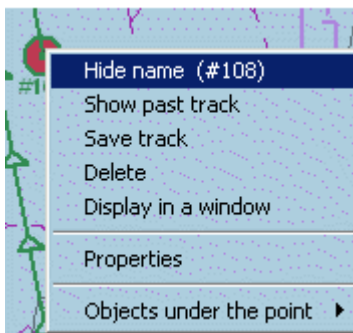 Hide name (#108)
Show past track
Save track
Delete
Display in a window
Properties
Objects under the point